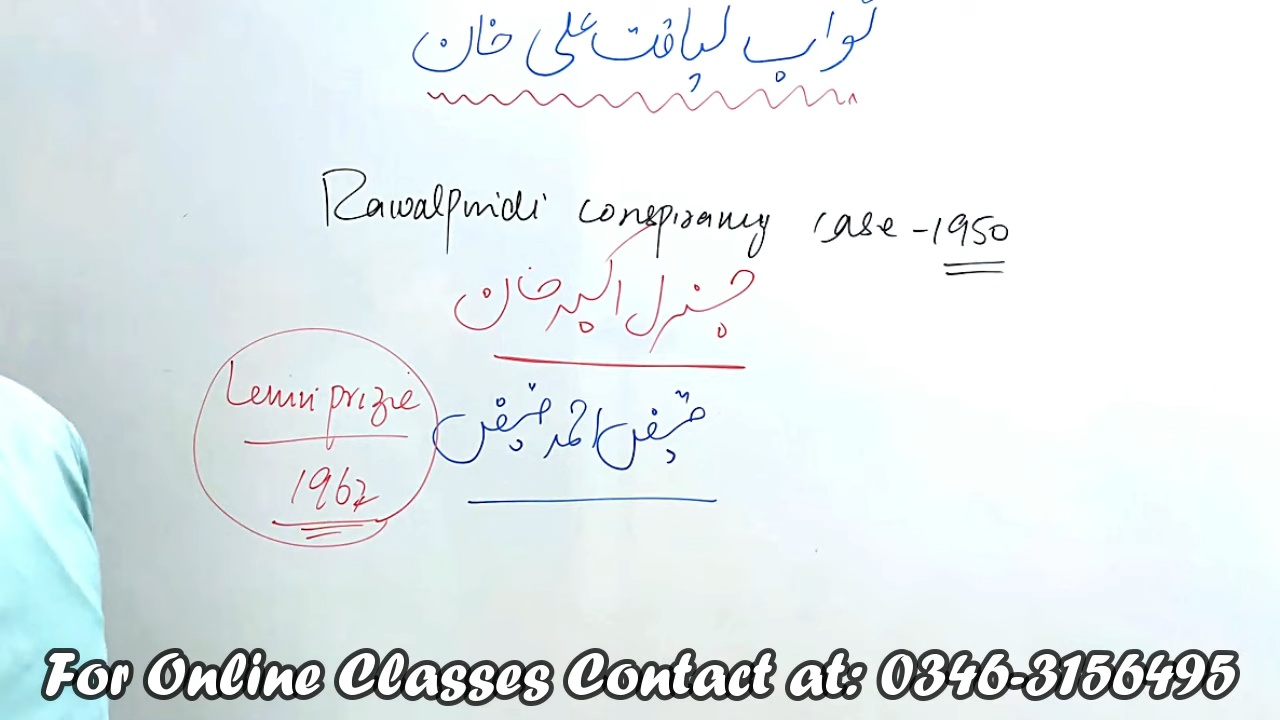 نواب لیاقت علی خان
Rawalpindi conspiracy case - 1950
جنرل اکبر خان
فیض احمد فیض
Lenin prizie
1962
For Online Classes Contact at: 0346-3156495